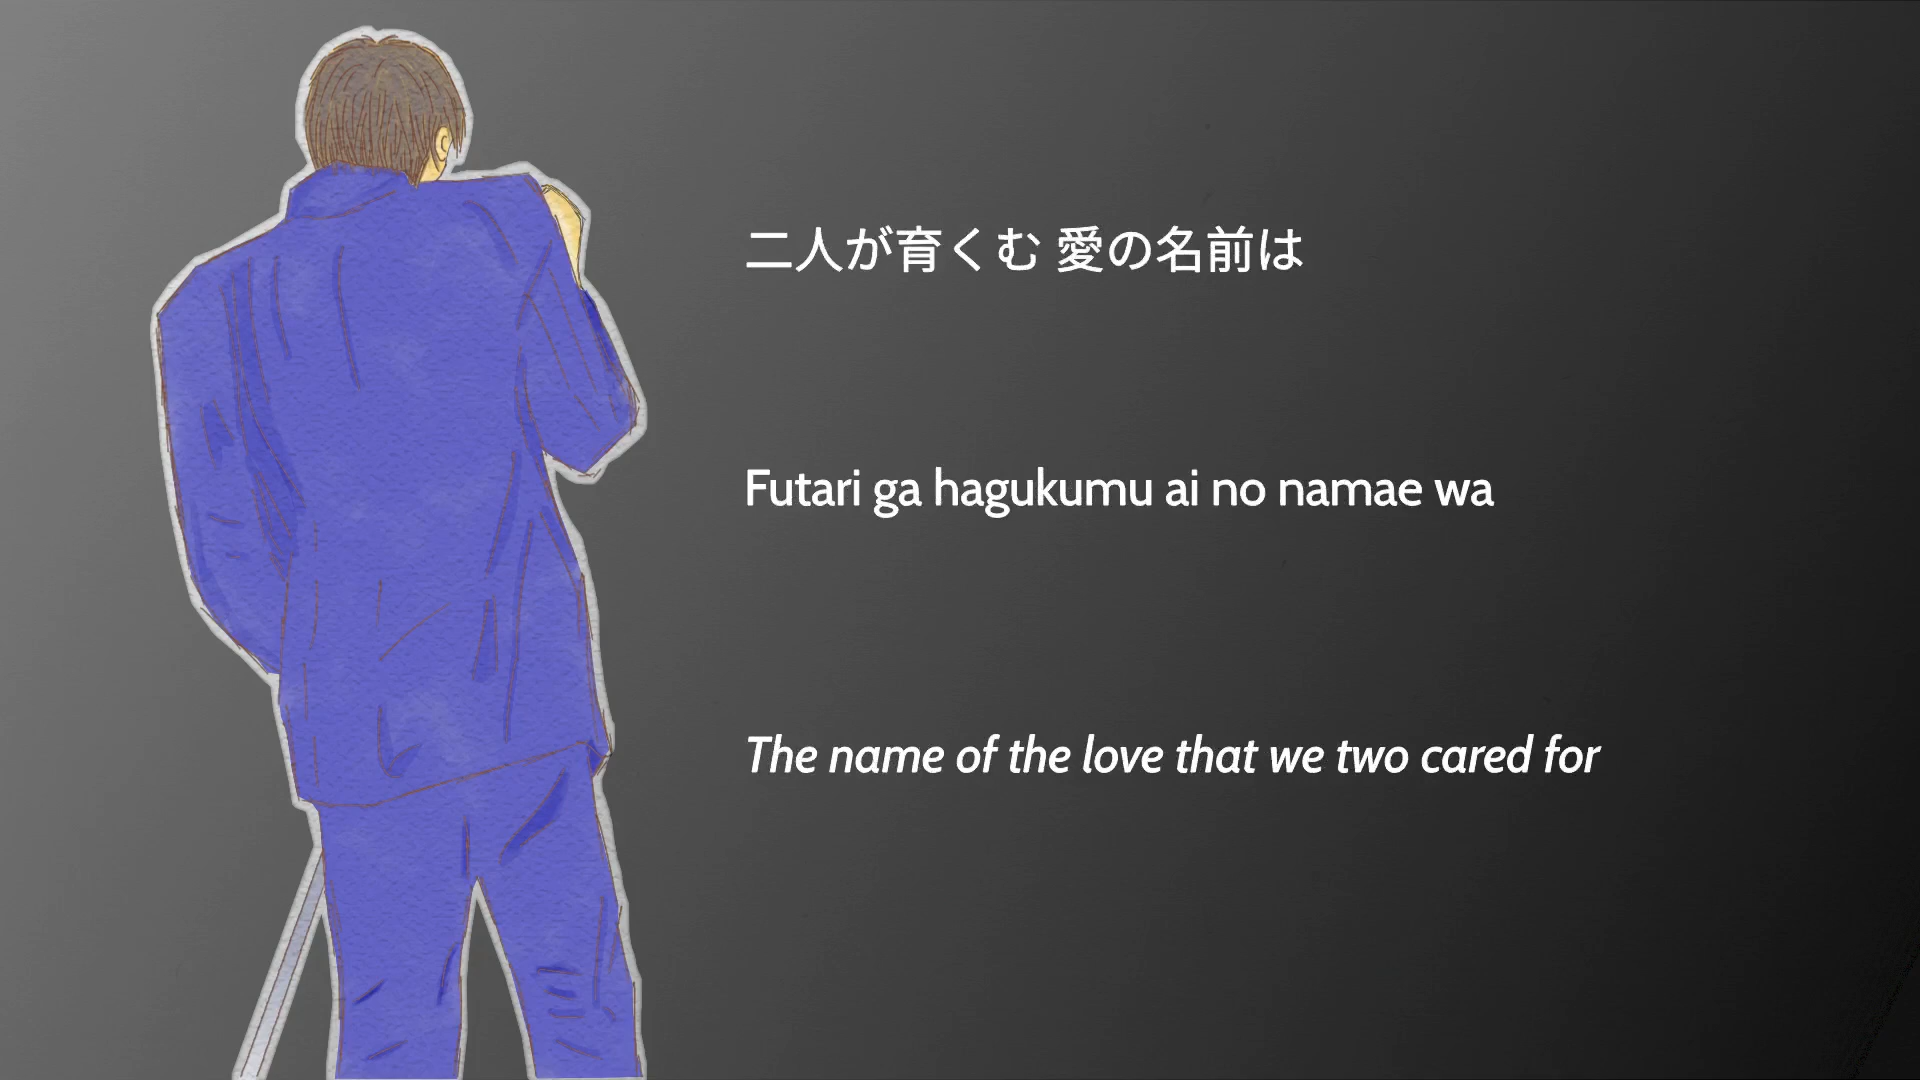 二人が育くむ 愛の名前は
Futari ga hagukumu ai no namae wa
The name of the love that we two cared for